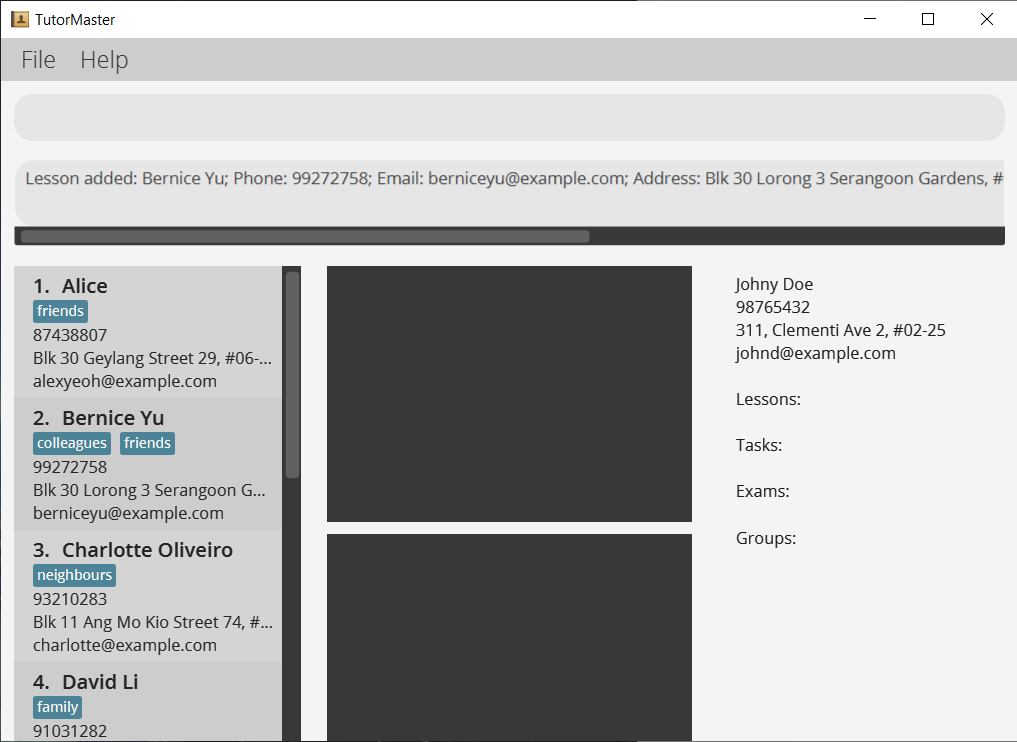 TutorMaster
File Help
Lesson added: Bernice Yu; Phone: 99272758; Email: berniceyu@example.com; Address: Blk 30 Lorong 3 Serangoon Gardens, #
1. Alice
friends
87438807
Blk 30 Geylang Street 29, #06-...
alexyeoh@example.com
2. Bernice Yu
colleagues friends
99272758
Blk 30 Lorong 3 Serangoon G...
berniceyu@example.com
3. Charlotte Oliveiro
neighbours
93210283
Blk 11 Ang Mo Kio Street 74, #...
charlotte@example.com
4. David Li
family
91031282
Johny Doe
98765432
311, Clementi Ave 2, #02-25
johnd@example.com
Lessons:
Tasks:
Exams:
Groups: